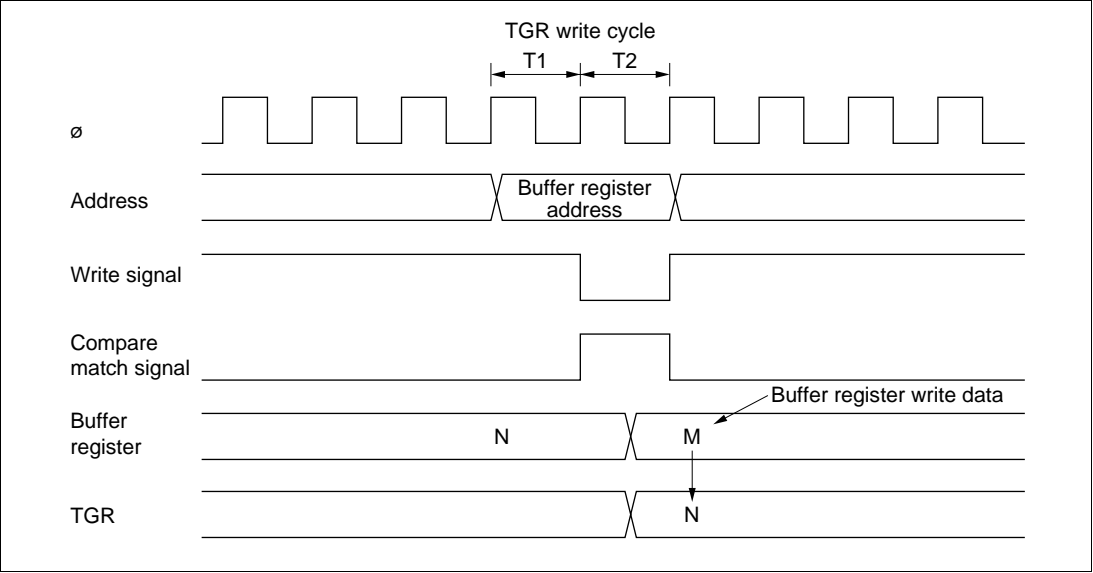 TGR write cycle
T1 T2
ø
Address
Buffer register
address
Write signal
Compare
match signal
Buffer register write data
Buffer
register
N M
TGR
N